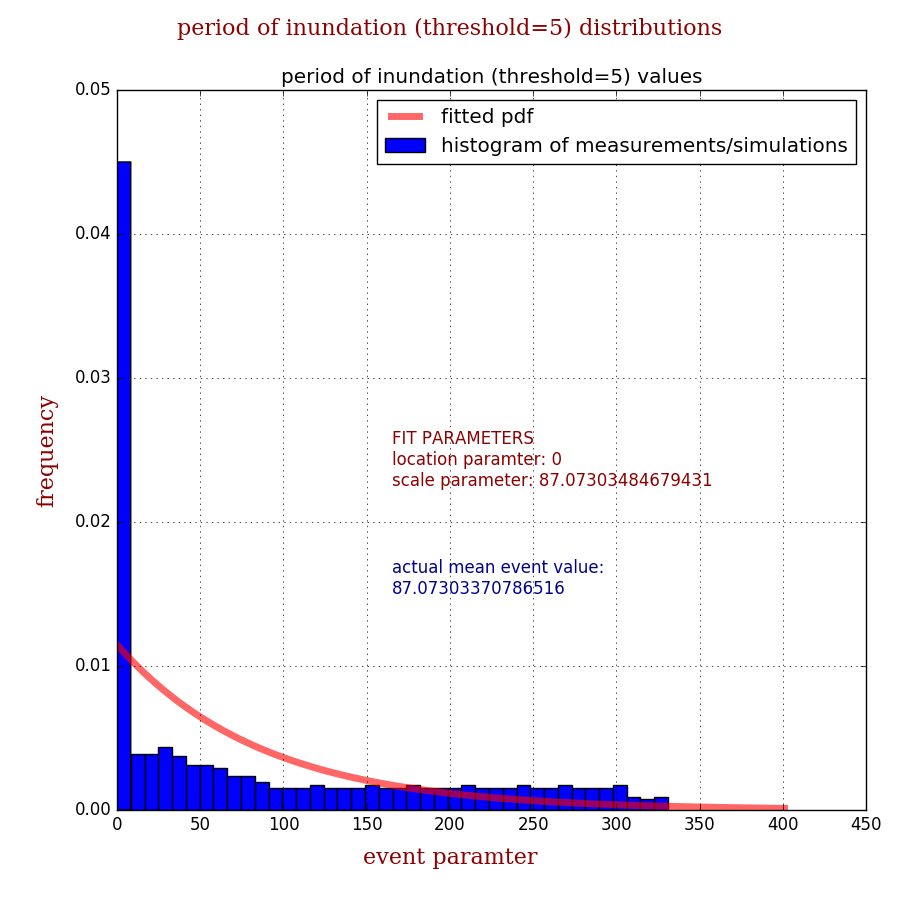 period of inundation (threshold=5) distributions
period of inundation (threshold=5) values
fitted pdf
histogram of measurements/simulations
0.05
0.04
0.03
0.02
0.01
0.00
frequency
FIT PARAMETERS
location paramter: 0
scale parameter: 87.07303484679431
actual mean event value:
87.07303370786516
0 50 100 150 200 250 300 350 400 450
event paramter